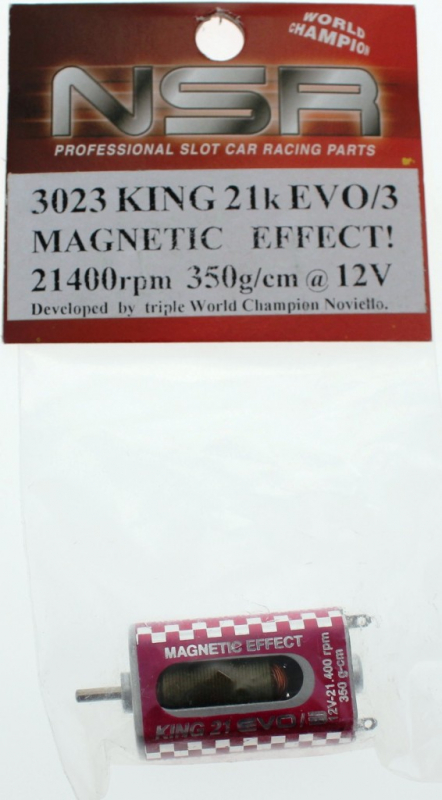 WORLD
CHAMPION
NSR
PROFESSIONAL SLOT CAR RACING PARTS
3023 KING 21k EVO/3
MAGNETIC EFFECT!
21400rpm 350g/cm @ 12V
Developed by triple World Champion Noviello.
MAGNETIC EFFECT
KING 21 EVO/3
12V-21.400 rpm
350 g-cm